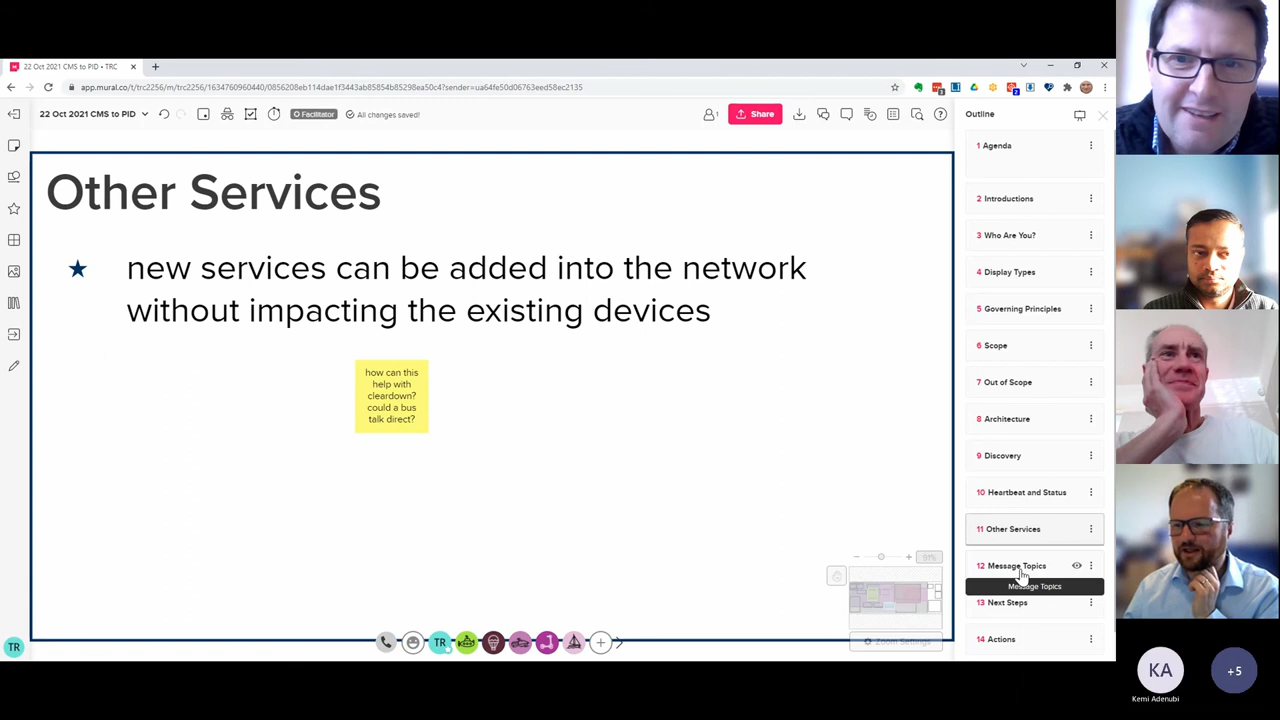 22 Oct 2021 CMS to PID • TRC
app.mural.co/t/trc2256/m/trc2256/1634760960440/0856208eb1
?sender=ua64fe50d06763eed58ec2135
22 Oct 2021 CMS to PID
Facilitator
All changes saved!
1
Share
Outline
Other Services
★ new services can be added into the network
without impacting the existing devices
how can this
help with
cleardown?
could a bus
talk direct?
1 Agenda
2 Introductions
3 Who Are You?
4 Display Types
5 Governing Principles
6 Scope
7 Out of Scope
8 Architecture
9 Discovery
10 Heartbeat and Status
11 Other Services
12 Message Topics
Message Topics
13 Next Steps
14 Actions
91%
Zoom Settings
TR
TR
KA
Kemi Adenubi
+5